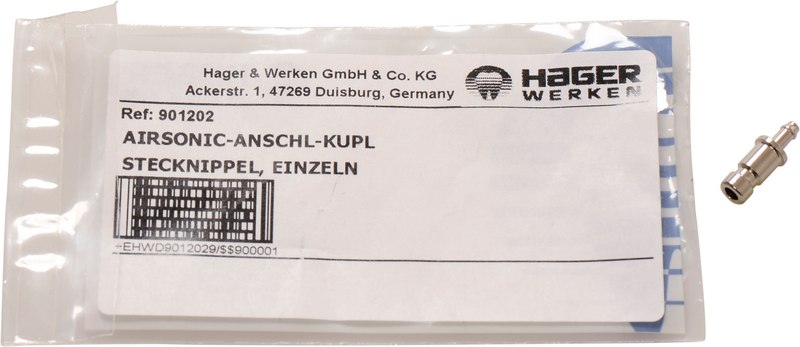 Hager & Werken GmbH & Co. KG
Ackerstr. 1, 47269 Duisburg, Germany
HAGER
WERKEN
Ref: 901202
AIRSONIC-ANSCHL-KUPL
STECKNIPPEL, EINZELN
+EHWD9012029/$$900001